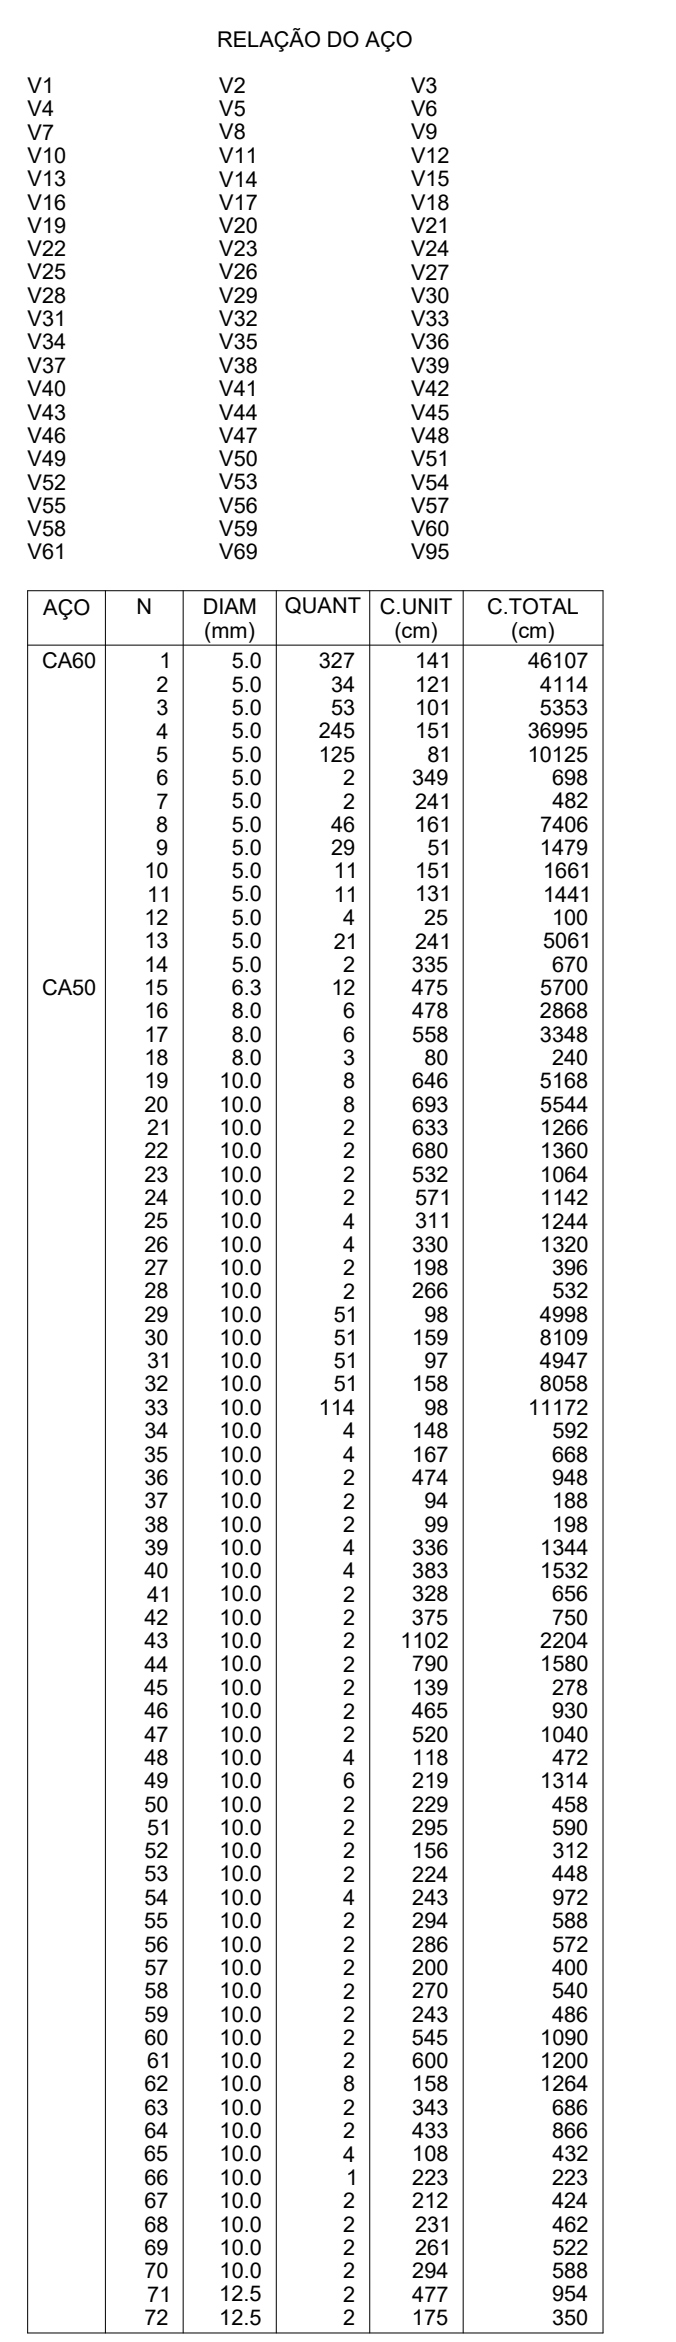 RELAÇÃO DO AÇO
V1 V2 V3
V4 V5 V6
V7 V8 V9
V10 V11 V12
V13 V14 V15
V16 V17 V18
V19 V20 V21
V22 V23 V24
V25 V26 V27
V28 V29 V30
V31 V32 V33
V34 V35 V36
V37 V38 V39
V40 V41 V42
V43 V44 V45
V46 V47 V48
V49 V50 V51
V52 V53 V54
V55 V56 V57
V58 V59 V60
V61 V69 V95
AÇO N DIAM QUANT C.UNIT C.TOTAL
(mm) (cm) (cm)
CA60 1 5.0 327 141 46107
2 5.0 34 121 4114
3 5.0 53 101 5353
4 5.0 245 151 36995
5 5.0 125 81 10125
6 5.0 2 349 698
7 5.0 2 241 482
8 5.0 46 161 7406
9 5.0 29 51 1479
10 5.0 11 151 1661
11 5.0 11 131 1441
12 5.0 4 25 100
13 5.0 21 241 5061
14 5.0 2 335 670
CA50 15 6.3 12 475 5700
16 8.0 6 478 2868
17 8.0 6 558 3348
18 8.0 3 80 240
19 10.0 8 646 5168
20 10.0 8 693 5544
21 10.0 2 633 1266
22 10.0 2 680 1360
23 10.0 2 532 1064
24 10.0 2 571 1142
25 10.0 4 311 1244
26 10.0 4 330 1320
27 10.0 2 198 396
28 10.0 2 266 532
29 10.0 51 98 4998
30 10.0 51 159 8109
31 10.0 51 97 4947
32 10.0 51 158 8058
33 10.0 114 98 11172
34 10.0 4 148 592
35 10.0 4 167 668
36 10.0 2 474 948
37 10.0 2 94 188
38 10.0 2 99 198
39 10.0 4 336 1344
40 10.0 4 383 1532
41 10.0 2 328 656
42 10.0 2 375 750
43 10.0 2 1102 2204
44 10.0 2 790 1580
45 10.0 2 139 278
46 10.0 2 465 930
47 10.0 2 520 1040
48 10.0 4 118 472
49 10.0 6 219 1314
50 10.0 2 229 458
51 10.0 2 295 590
52 10.0 2 156 312
53 10.0 2 224 448
54 10.0 4 243 972
55 10.0 2 294 588
56 10.0 2 286 572
57 10.0 2 200 400
58 10.0 2 270 540
59 10.0 2 243 486
60 10.0 2 545 1090
61 10.0 2 600 1200
62 10.0 8 158 1264
63 10.0 2 343 686
64 10.0 2 433 866
65 10.0 4 108 432
66 10.0 1 223 223
67 10.0 2 212 424
68 10.0 2 231 462
69 10.0 2 261 522
70 10.0 2 294 588
71 12.5 2 477 954
72 12.5 2 175 350